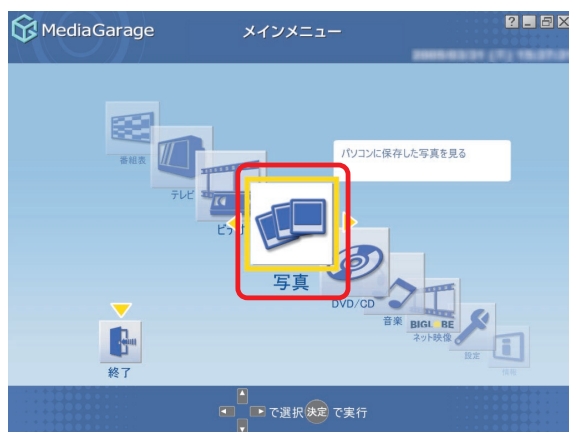 MediaGarage
メインメニュー
?
番組表
テレビ
パソコンに保存した写真を見る
写真
DVD/CD
音楽
BIGL BE
ネット映像
設定
終了
で選択 決定 で実行